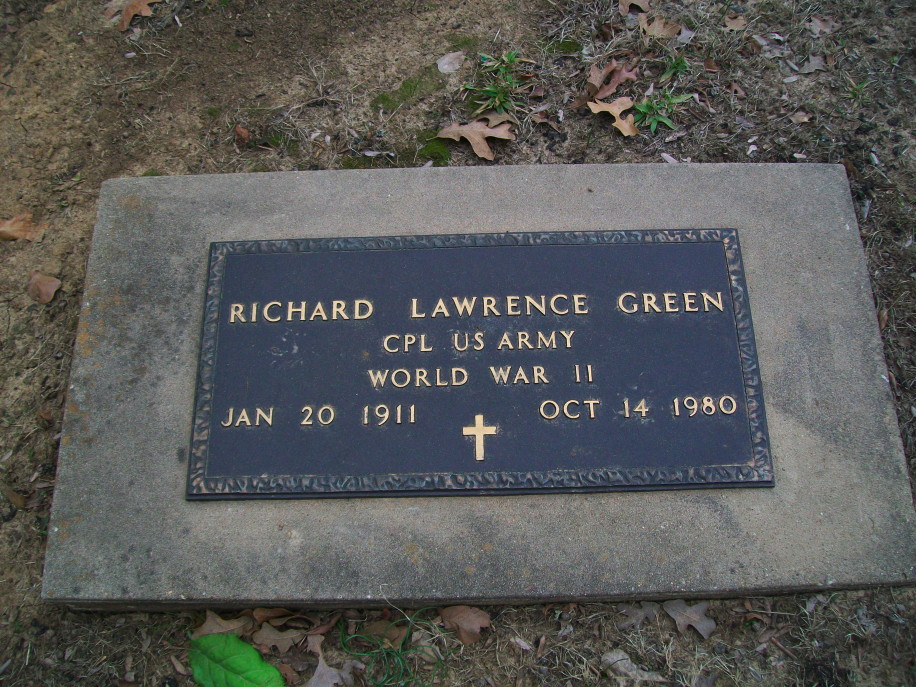 RICHARD LAWRENCE GREEN
CPL US ARMY
WORLD WAR II
JAN 20 1911 OCT 14 1980